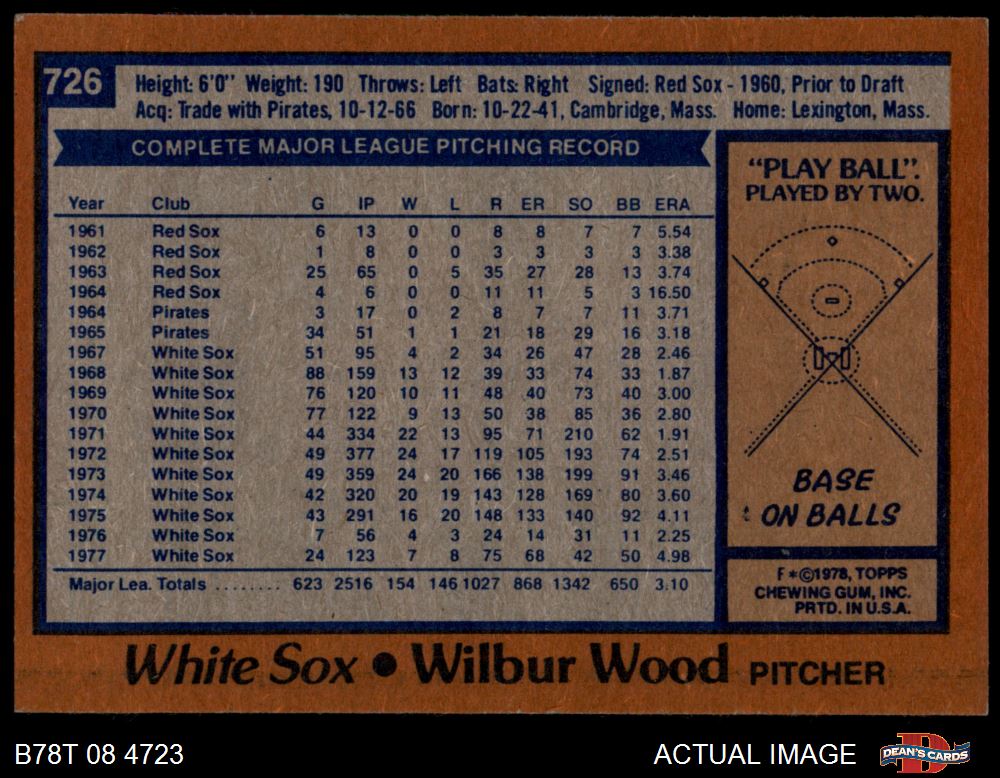 726
Height: 6'0" Weight: 190 Throws: Left Bats: Right Signed: Red Sox - 1960, Prior to Draft
Acq: Trade with Pirates, 10-12-66 Born: 10-22-41, Cambridge, Mass. Home: Lexington, Mass.
COMPLETE MAJOR LEAGUE PITCHING RECORD
Year Club G IP W L R ER SO BB ERA
1961 Red Sox 6 13 0 0 8 8 7 7 5.54
1962 Red Sox 1 8 0 0 3 3 3 3 3.38
1963 Red Sox 25 65 0 5 35 27 28 13 3.74
1964 Red Sox 4 6 0 0 11 11 5 3 16.50
1964 Pirates 3 17 0 2 8 7 7 11 3.71
1965 Pirates 34 51 1 1 21 18 29 16 3.18
1967 White Sox 51 95 4 2 34 26 47 28 2.46
1968 White Sox 88 159 13 12 39 33 74 33 1.87
1969 White Sox 76 120 10 11 48 40 73 40 3.00
1970 White Sox 77 122 9 13 50 38 85 36 2.80
1971 White Sox 44 334 22 13 95 71 210 62 1.91
1972 White Sox 49 377 24 17 119 105 193 74 2.51
1973 White Sox 49 359 24 20 166 138 199 91 3.46
1974 White Sox 42 320 20 19 143 128 169 80 3.60
1975 White Sox 43 291 16 20 148 133 140 92 4.11
1976 White Sox 7 56 4 3 24 14 31 11 2.25
1977 White Sox 24 123 7 8 75 68 42 50 4.98
Major Lea. Totals ........ 623 2516 154 146 1027 868 1342 650 3.10
"PLAY BALL".
PLAYED BY TWO.
BASE
ON BALLS
F*©1978, TOPPS
CHEWING GUM, INC.
PRTD. IN U.S.A.
White Sox ● Wilbur Wood PITCHER
B78T 08 4723
ACTUAL IMAGE
DEAN'S CARDS